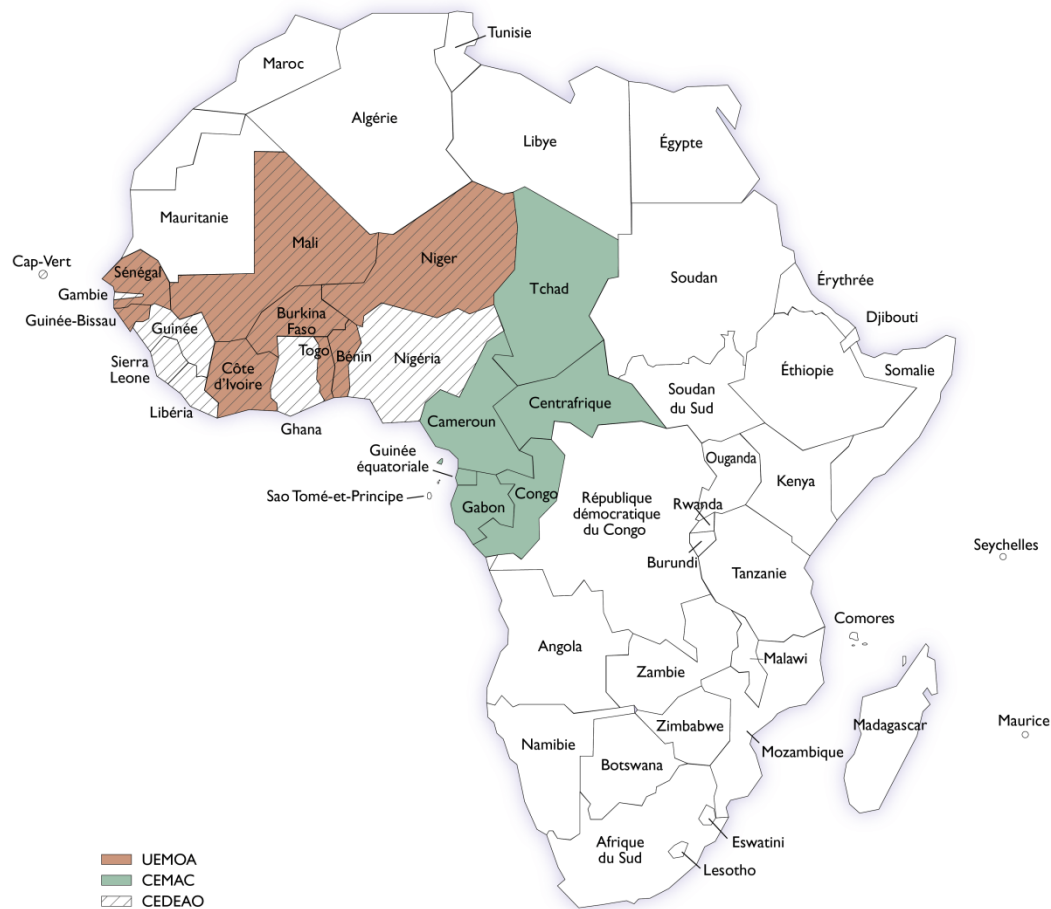 Tunisie
Maroc
Algérie
Libye
Égypte
Mauritanie
Mali
Niger
Cap-Vert
Sénégal
Tchad
Soudan
Érythrée
Gambie
Djibouti
Guinée-Bissau
Guinée
Burkina
Faso
Togo
Bénin
Nigéria
Sierra
Leone
Côte
d'Ivoire
Éthiopie
Somalie
Soudan
du Sud
Centrafrique
Libéria
Ghana
Cameroun
Guinée
équatoriale
Ouganda
Kenya
Sao Tomé-et-Principe
Gabon
Congo
République
démocratique
du Congo
Rwanda
Burundi
Tanzanie
Seychelles
Comores
Angola
Malawi
Zambie
Zimbabwe
Madagascar
Maurice
Namibie
Mozambique
Botswana
Afrique
du Sud
Eswatini
Lesotho
UEMOA
CEMAC
CEDEAO